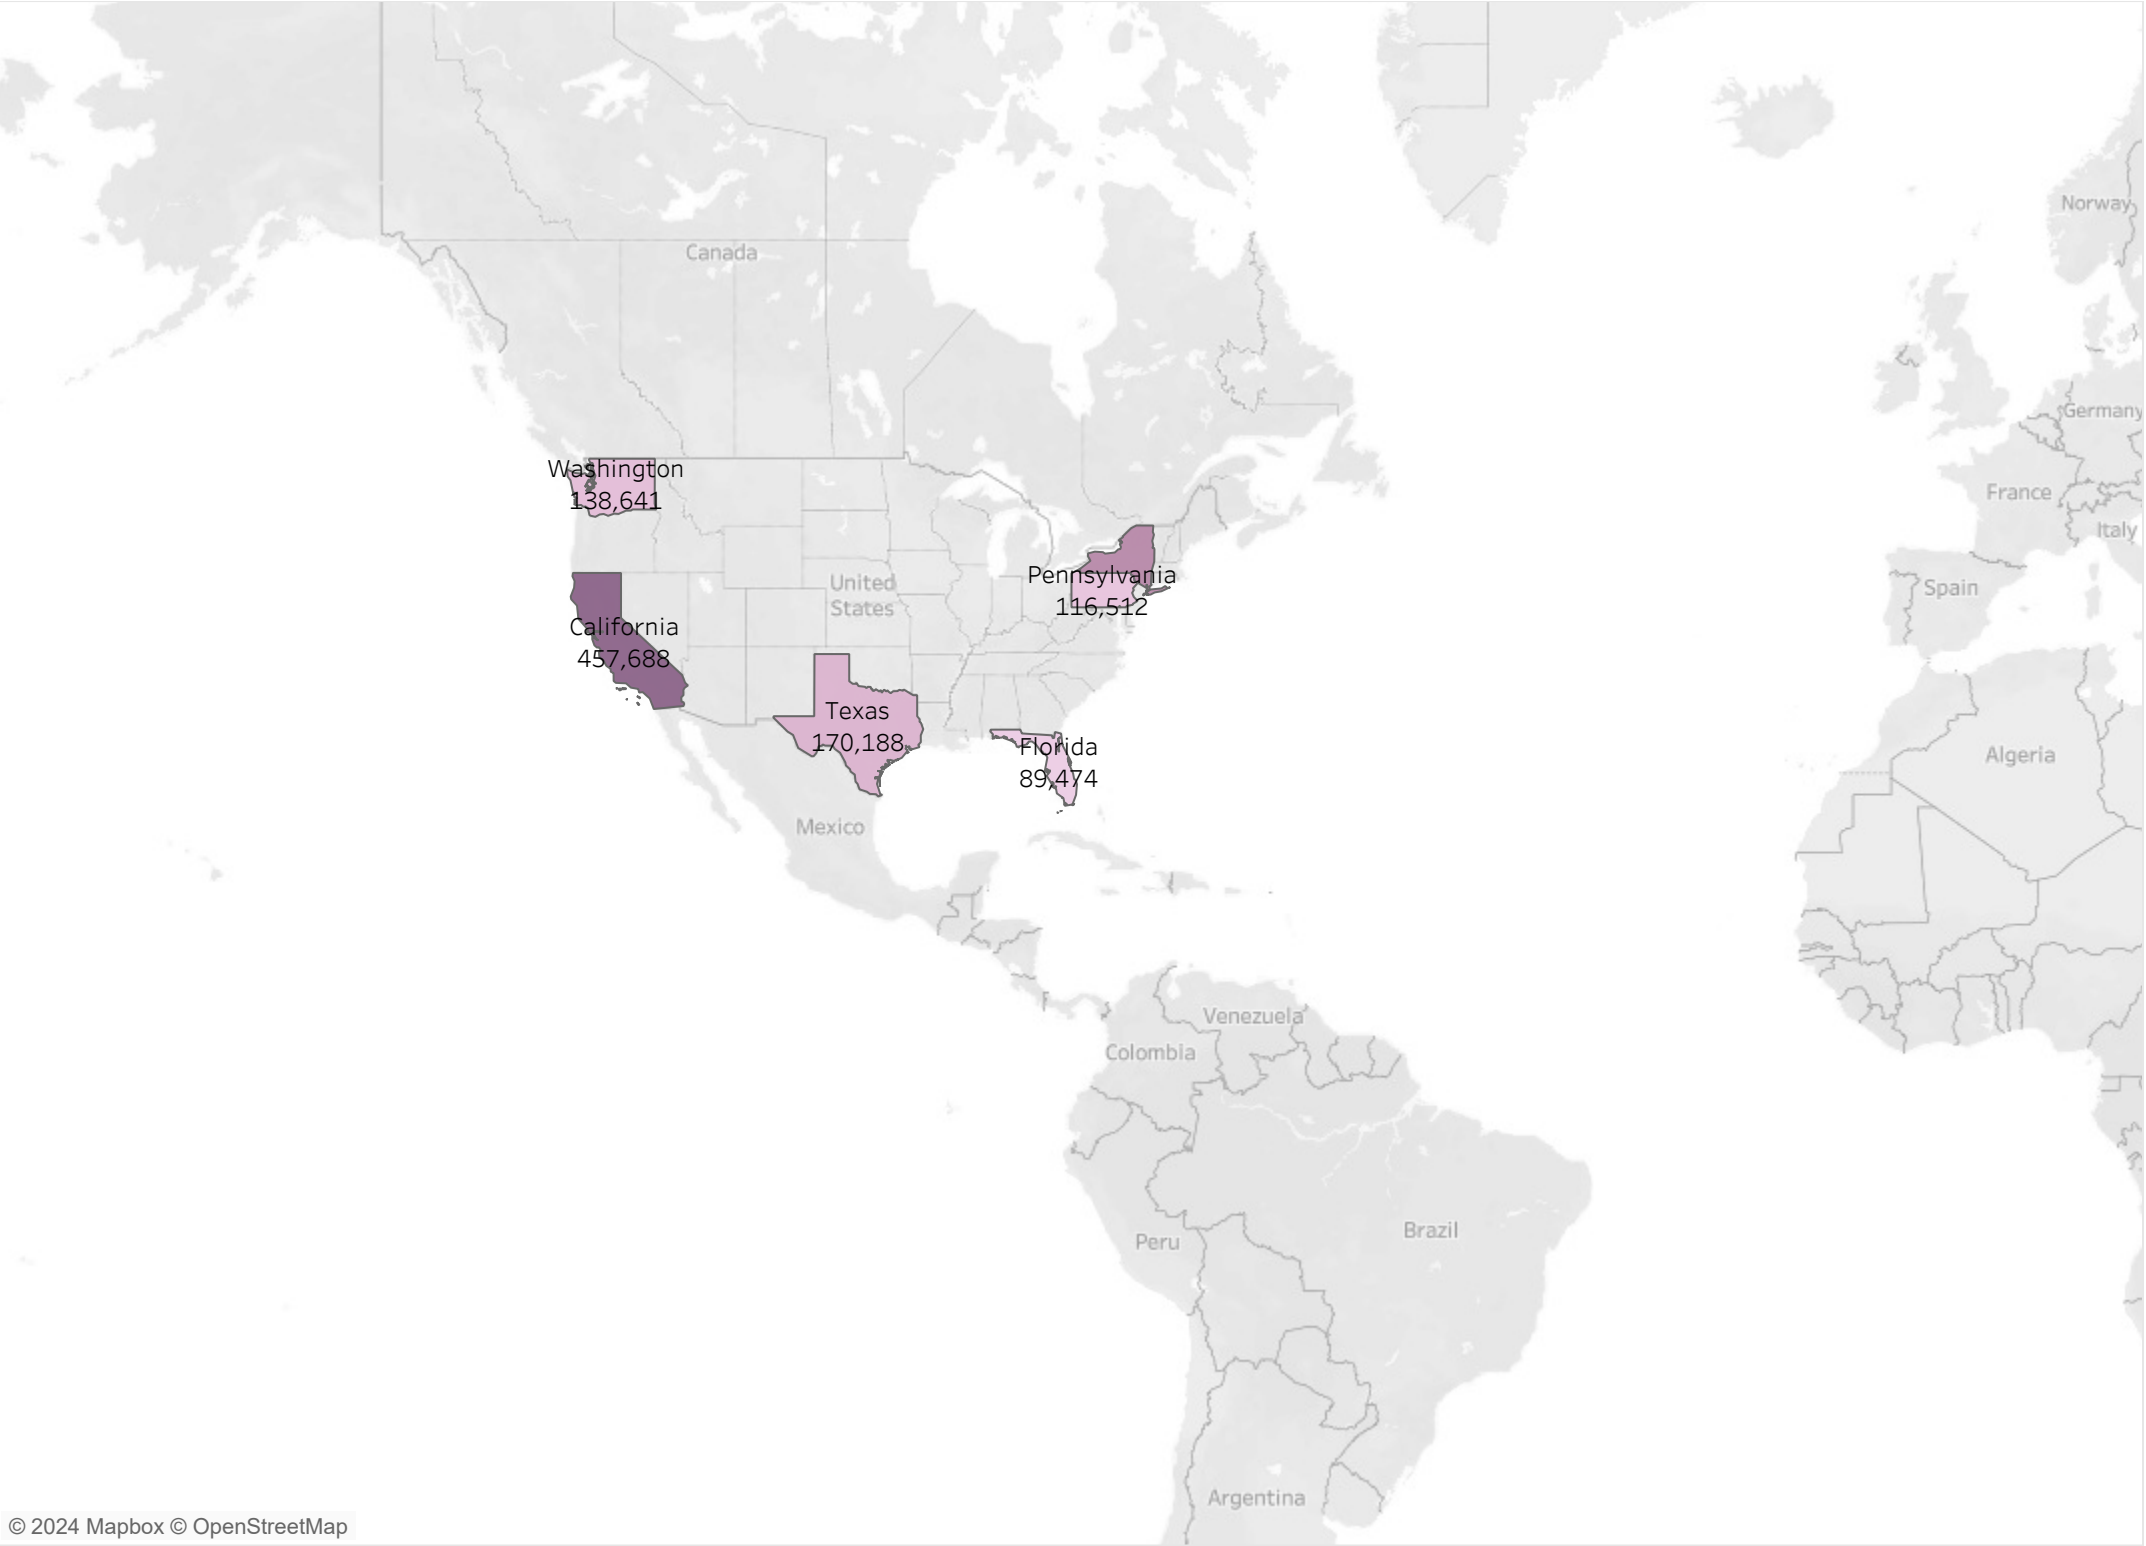 Canada
Norway
Germany
Washington
138,641
France
Italy
Pennsylvania
116,512
United
States
Spain
California
457,688
Texas
170,188
Florida
89,474
Algeria
Mexico
Venezuela
Colombia
Brazil
Peru
Argentina
© 2024 Mapbox © OpenStreetMap